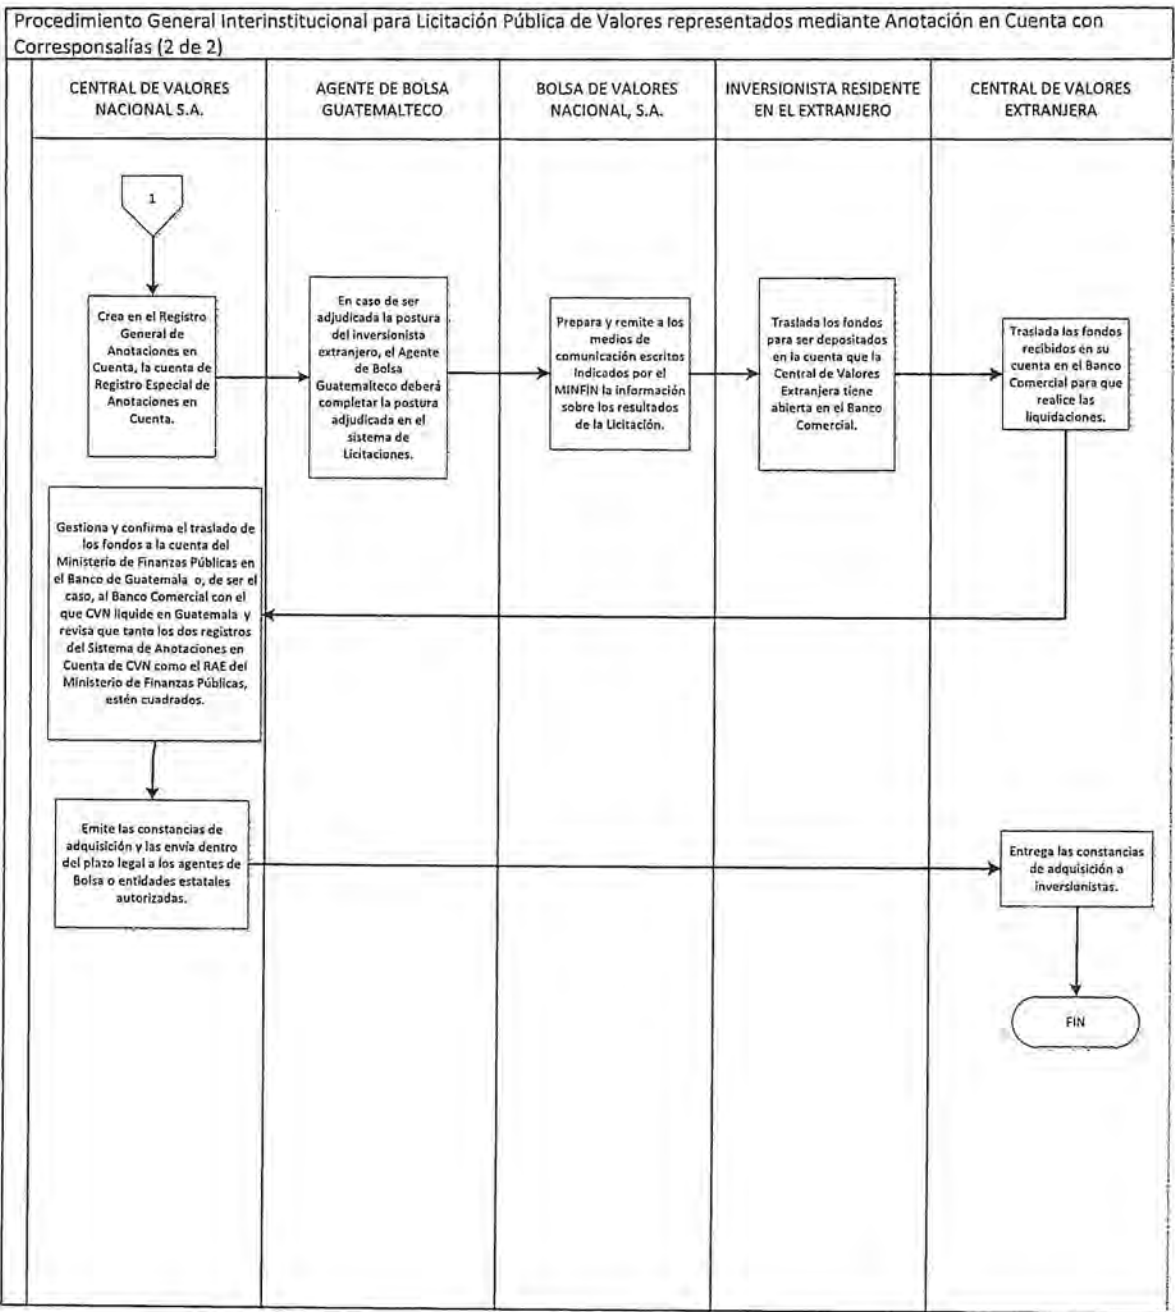 Procedimiento General Interinstitucional para Licitación Pública de Valores representados mediante Anotación en Cuenta con
Corresponsalías (2 de 2)
CENTRAL DE VALORES
NACIONAL S.A.
AGENTE DE BOLSA
GUATEMALTECO
BOLSA DE VALORES
NACIONAL, S.A.
INVERSIONISTA RESIDENTE
EN EL EXTRANJERO
CENTRAL DE VALORES
EXTRANJERA
1
Crea en el Registro
General de
Anotaciones en
Cuenta, la cuenta de
Registro Especial de
Anotaciones en
Cuenta.
En caso de ser
adjudicada la postura
del inversionista
extranjero, el Agente
de Bolsa
Guatemalteco deberá
completar la postura
adjudicada en el
sistema de
Licitaciones.
Prepara y remite a los
medios de
comunicación escritos
Indicados por el
MINFIN la información
sobre los resultados
de la Licitación.
Traslada los fondos
para ser depositados
en la cuenta que la
Central de Valores
Extranjera tiene
abierta en el Banco
Comercial.
Traslada los fondos
recibidos en su
cuenta en el Banco
Comercial para que
realice las
liquidaciones.
Gestiona y confirma el traslado de
los fondos a la cuenta del
Ministerio de Finanzas Públicas en
el Banco de Guatemala o, de ser el
caso, al Banco Comercial con el
que CVN liquide en Guatemala y
revisa que tanto los dos registros
del Sistema de Anotaciones en
Cuenta de CVN como el RAE del
Ministerio de Finanzas Públicas,
estén cuadrados.
Emite las constancias de
adquisición y las envía dentro
del plazo legal a los agentes de
Bolsa o entidades estatales
autorizadas.
Entrega las constancias
de adquisición a
inversionistas.
FIN